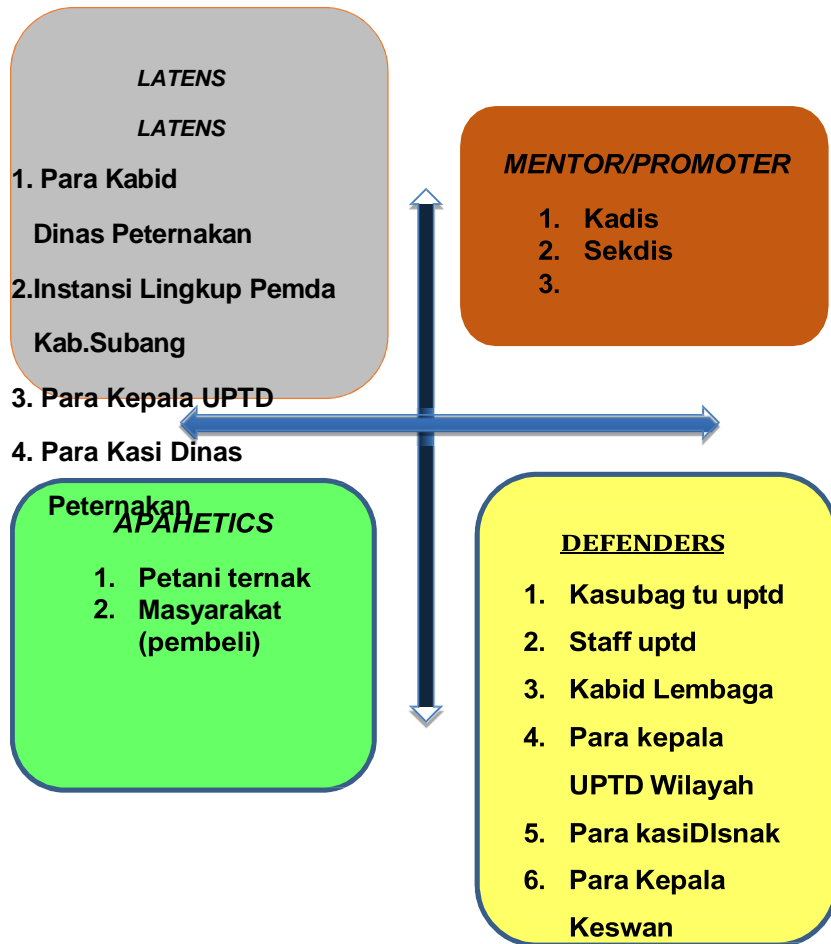 LATENS
LATENS
1. Para Kabid
Dinas Peternakan
2.Instansi Lingkup Pemda
Kab.Subang
3. Para Kepala UPTD
4. Para Kasi Dinas
Peternakan
MENTOR/PROMOTER
1. Kadis
2. Sekdis
3.
APAHETICS
1. Petani ternak
2. Masyarakat
(pembeli)
DEFENDERS
1. Kasubag tu uptd
2. Staff uptd
3. Kabid Lembaga
4. Para kepala
UPTD Wilayah
5. Para kasiDIsnak
6. Para Kepala
Keswan